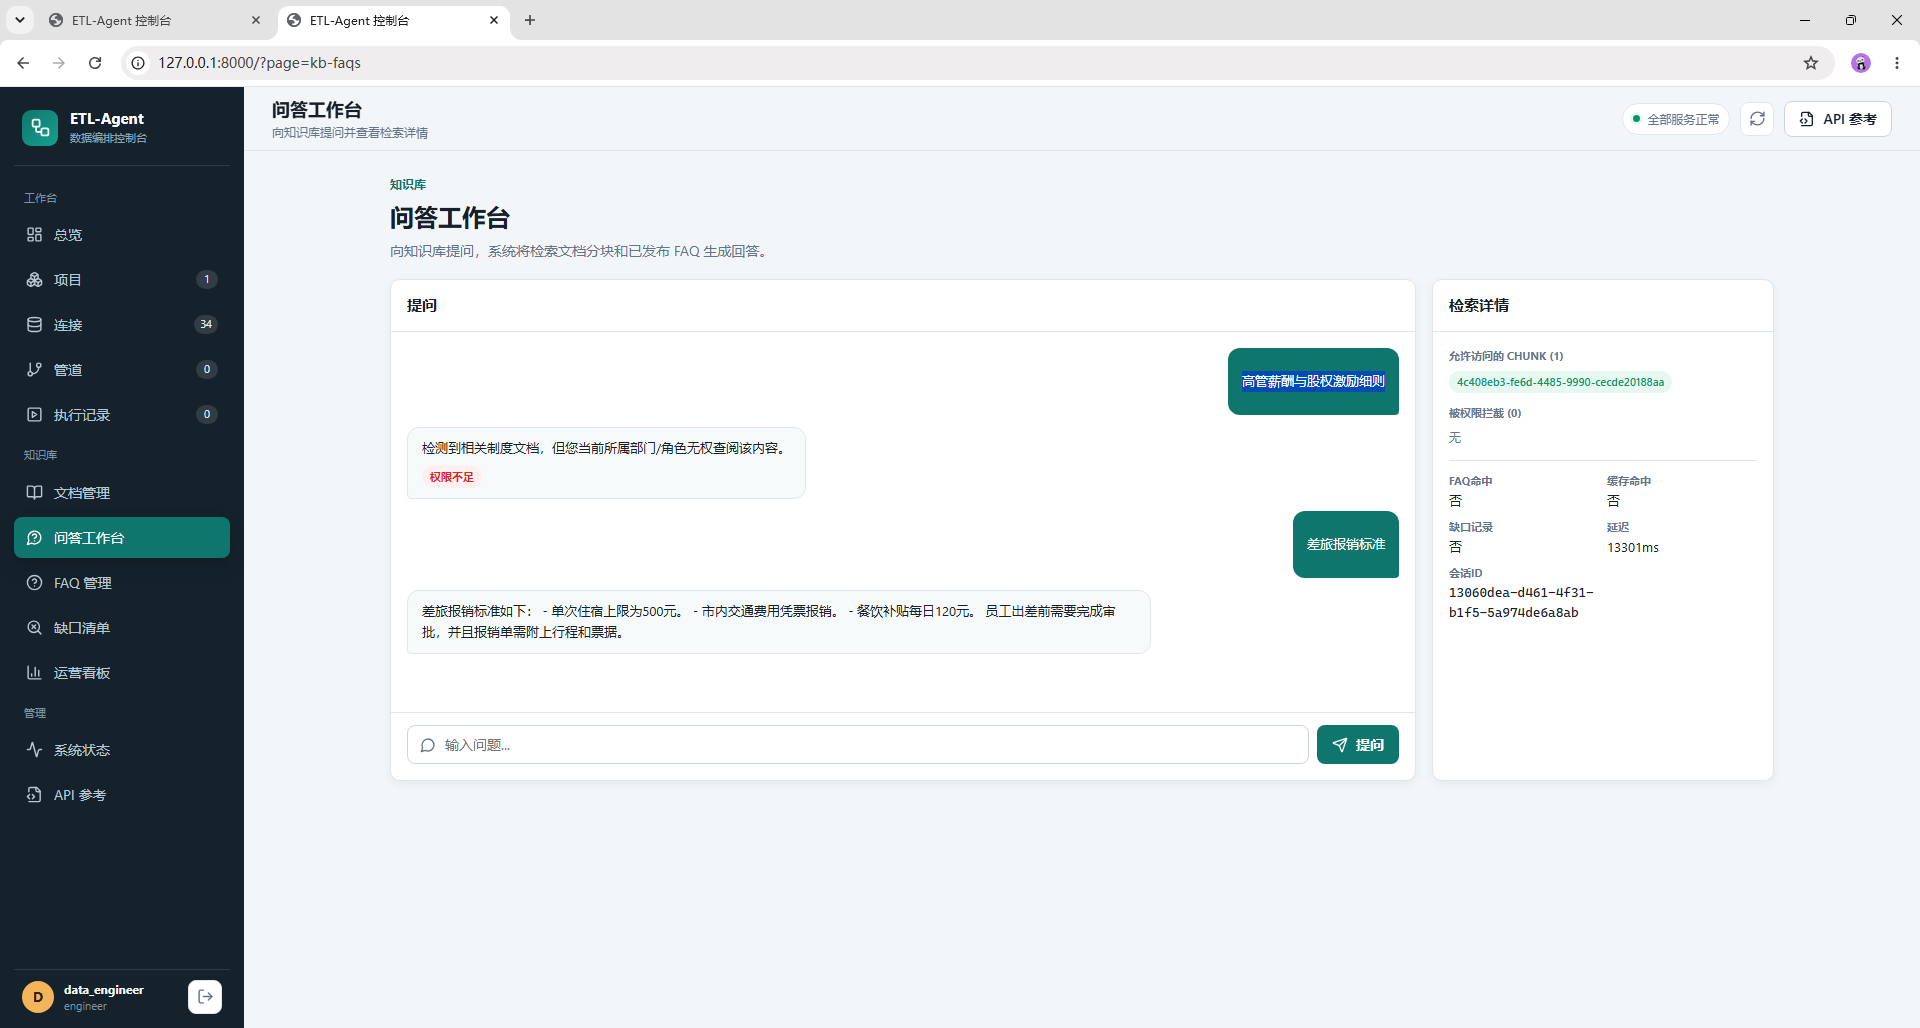 ETL-Agent 控制台
ETL-Agent 控制台
127.0.0.1:8000/?page=kb-faqs
ETL-Agent
数据编排控制台
工作台
总览
项目
1
连接
34
管道
0
执行记录
0
知识库
文档管理
问答工作台
FAQ 管理
缺口清单
运营看板
管理
系统状态
API 参考
D
data_engineer
engineer
问答工作台
向知识库提问并查看检索详情
全部服务正常
API 参考
知识库
问答工作台
向知识库提问，系统将检索文档分块和已发布 FAQ 生成回答。
提问
高管薪酬与股权激励细则
检测到相关制度文档，但您当前所属部门/角色无权查阅该内容。
权限不足
差旅报销标准
差旅报销标准如下： - 单次住宿上限为500元。 - 市内交通费用凭票报销。 - 餐饮补贴每日120元。 员工出差前需要完成审
批，并且报销单需附上行程和票据。
输入问题...
提问
检索详情
允许访问的 CHUNK (1)
4c408eb3-fe6d-4485-9990-cecde20188aa
被权限拦截 (0)
无
FAQ命中
否
缓存命中
否
缺口记录
否
延迟
13301ms
会话ID
13060dea-d461-4f31-
b1f5-5a974de6a8ab